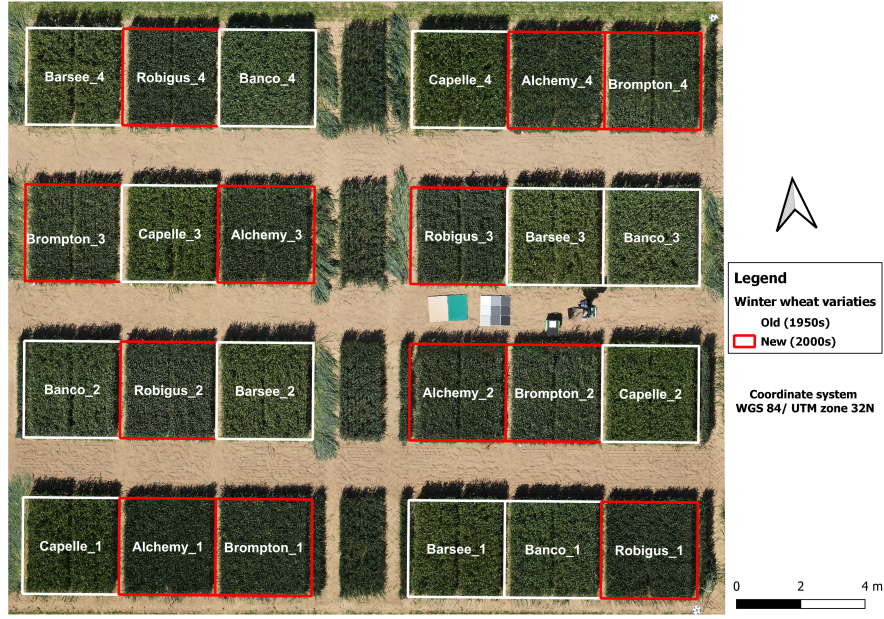 Barsee_4 Robigus_4 Banco_4 Capelle_4 Alchemy_4 Brompton_4
Brompton_3 Capelle_3 Alchemy_3 Robigus_3 Barsee_3 Banco_3
Banco_2 Robigus_2 Barsee_2 Alchemy_2 Brompton_2 Capelle_2
Capelle_1 Alchemy_1 Brompton_1 Barsee_1 Banco_1 Robigus_1
Legend
Winter wheat variaties
Old (1950s)
New (2000s)
Coordinate system
WGS 84/ UTM zone 32N
0 2 4 m